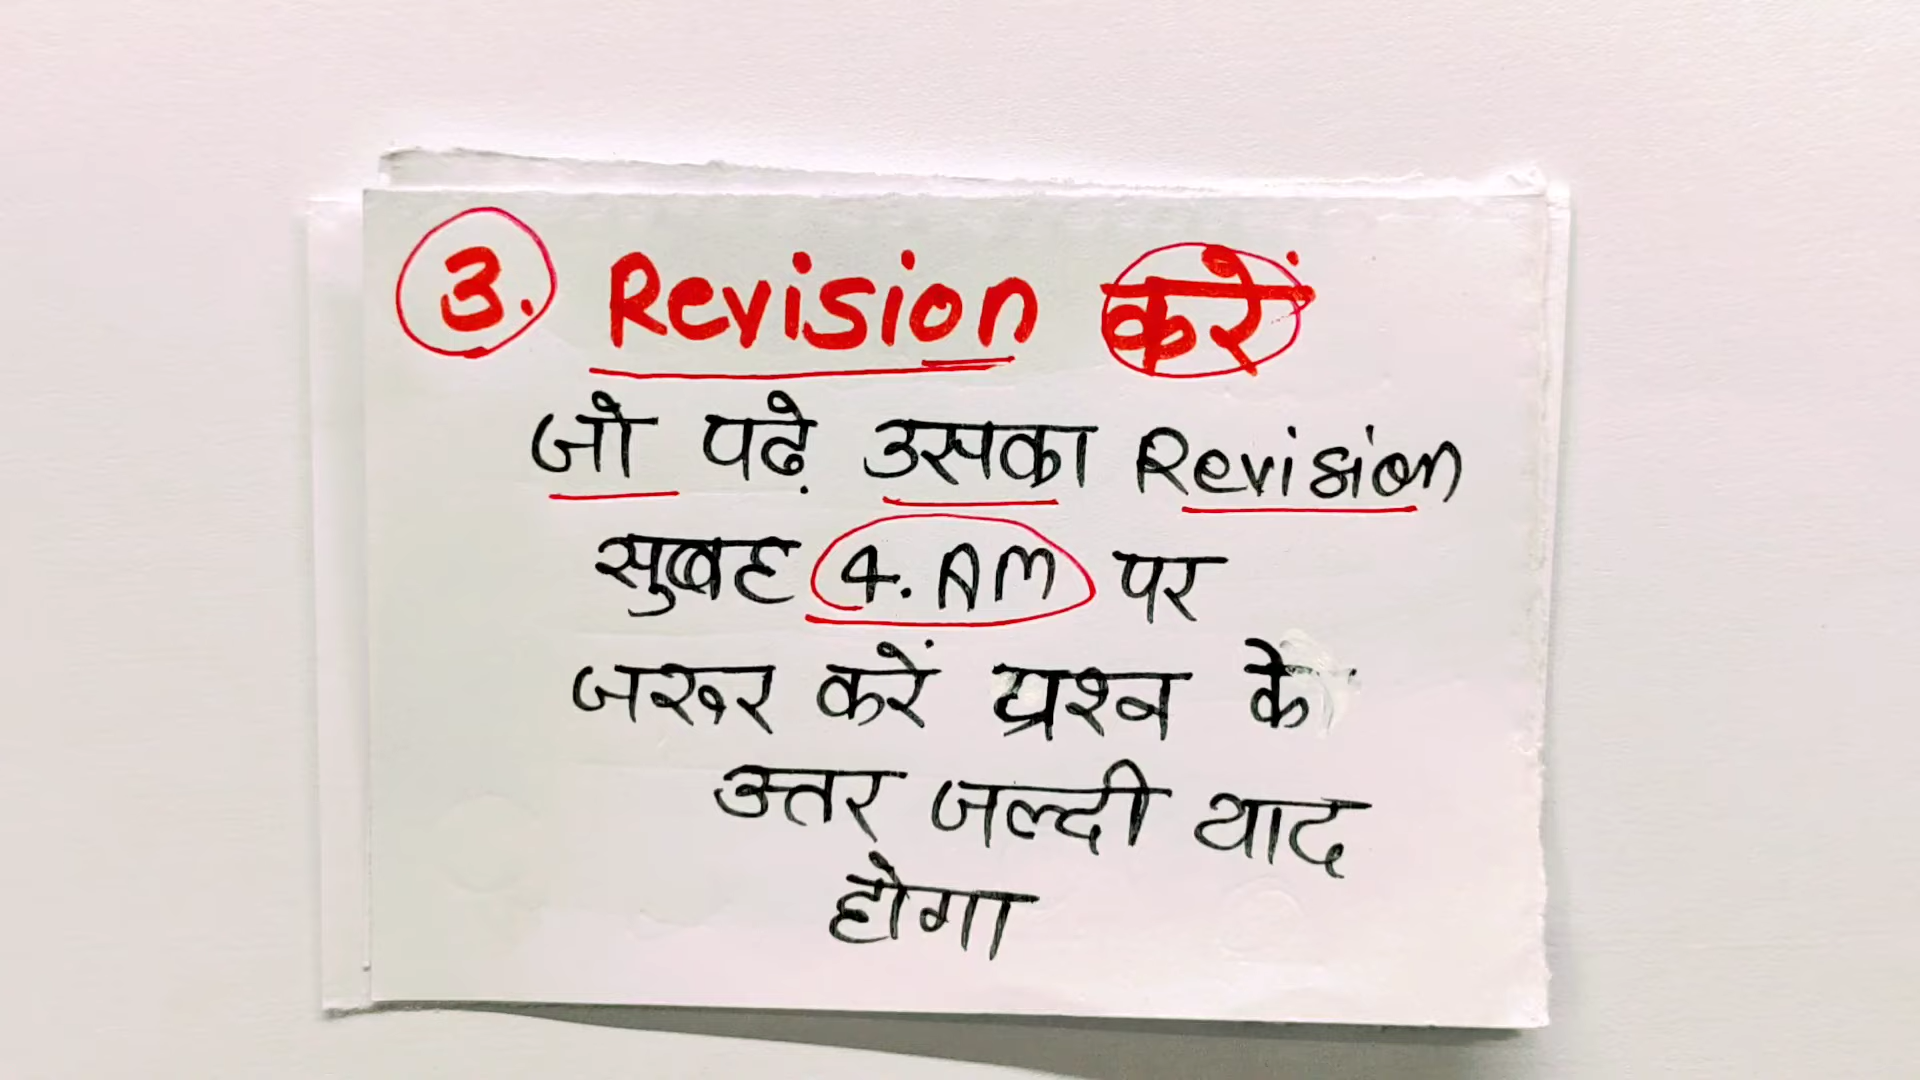 3. Revision करें
जो पढे़ उसका Revision
सुबह 4. AM पर
जरूर करें प्रश्न के
उत्तर जल्दी याद
होगा